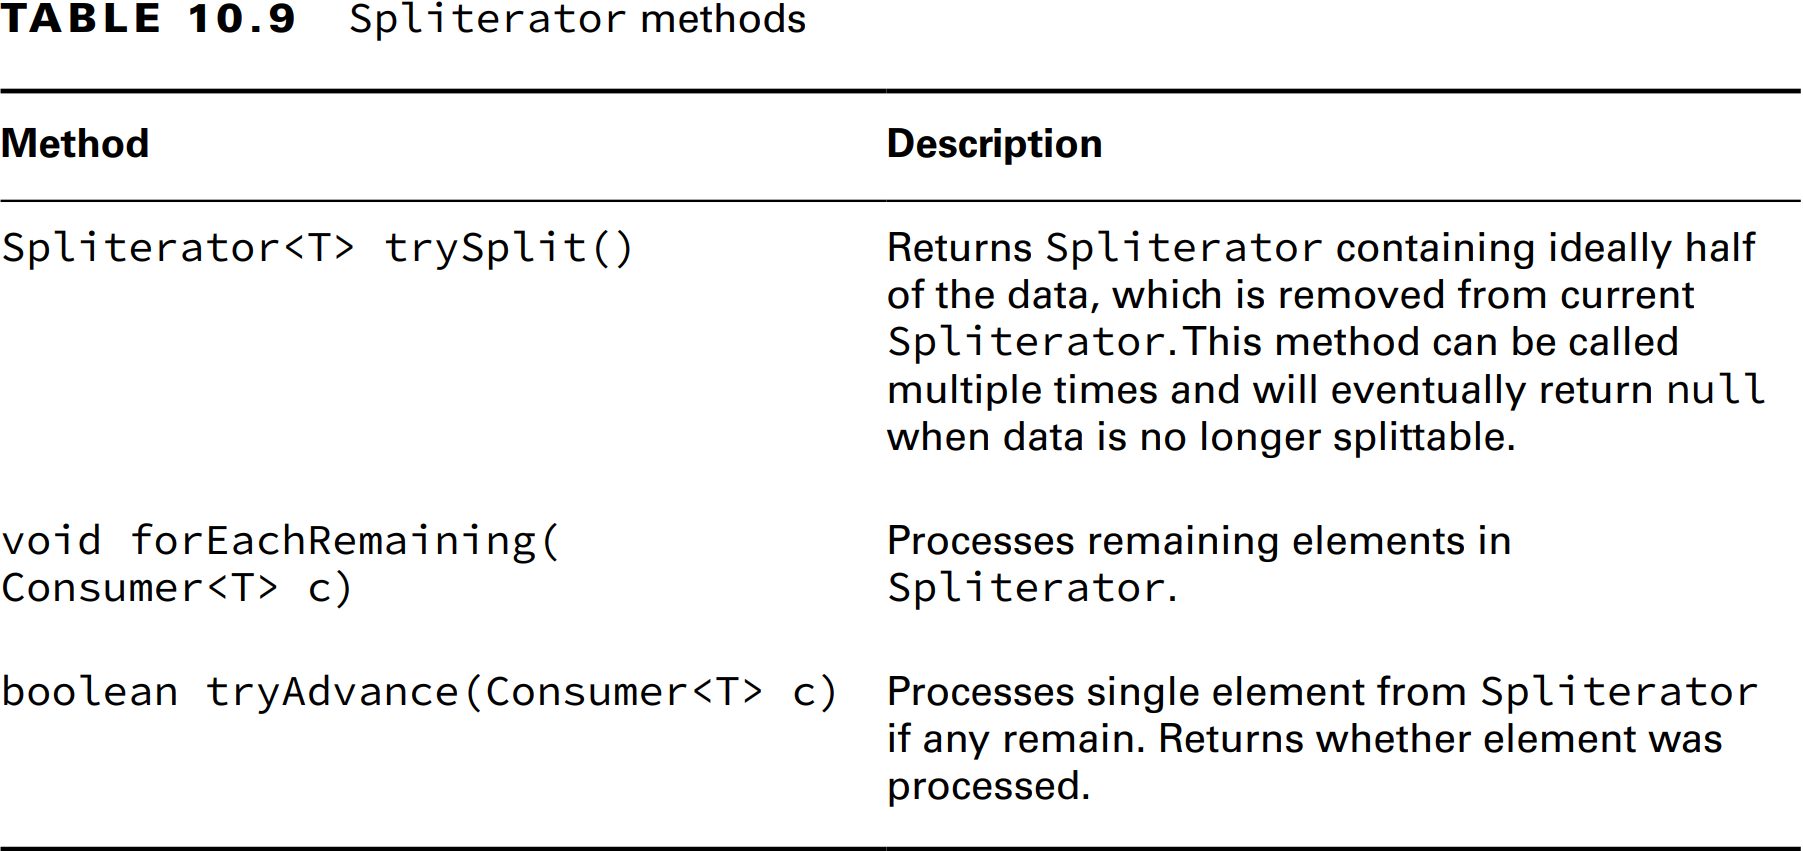 TABLE 10.9 Spliterator methods
Method Description
Spliterator<T> trySplit() Returns Spliterator containing ideally half
of the data, which is removed from current
Spliterator. This method can be called
multiple times and will eventually return null
when data is no longer splittable.
void forEachRemaining( Processes remaining elements in
Consumer<T> c) Spliterator.
boolean tryAdvance(Consumer<T> c) Processes single element from Spliterator
if any remain. Returns whether element was
processed.